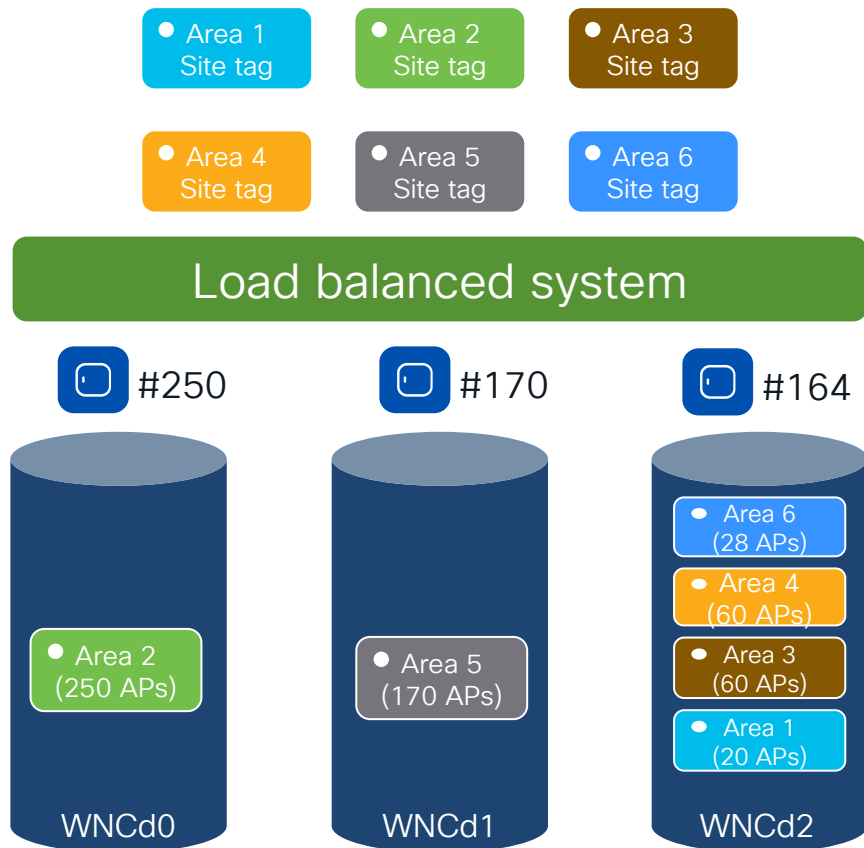 Area 1
Site tag
Area 2
Site tag
Area 3
Site tag
Area 4
Site tag
Area 5
Site tag
Area 6
Site tag
Load balanced system
#250
#170
#164
Area 2
(250 APs)
WNCd0
Area 5
(170 APs)
WNCd1
Area 6
(28 APs)
Area 4
(60 APs)
Area 3
(60 APs)
Area 1
(20 APs)
WNCd2